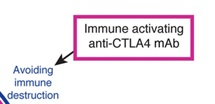 Immune activating
anti-CTLA4 mAb
Avoiding
immune
destruction